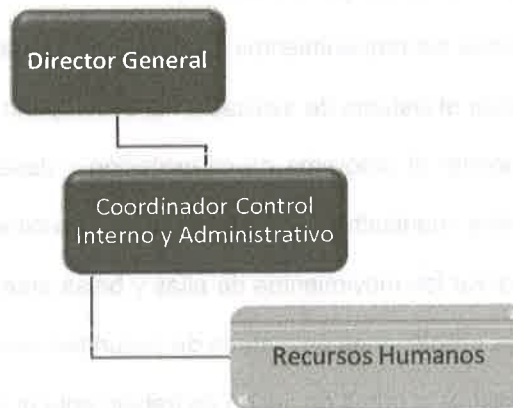 Director General
Coordinador Control
Interno y Administrativo
Recursos Humanos